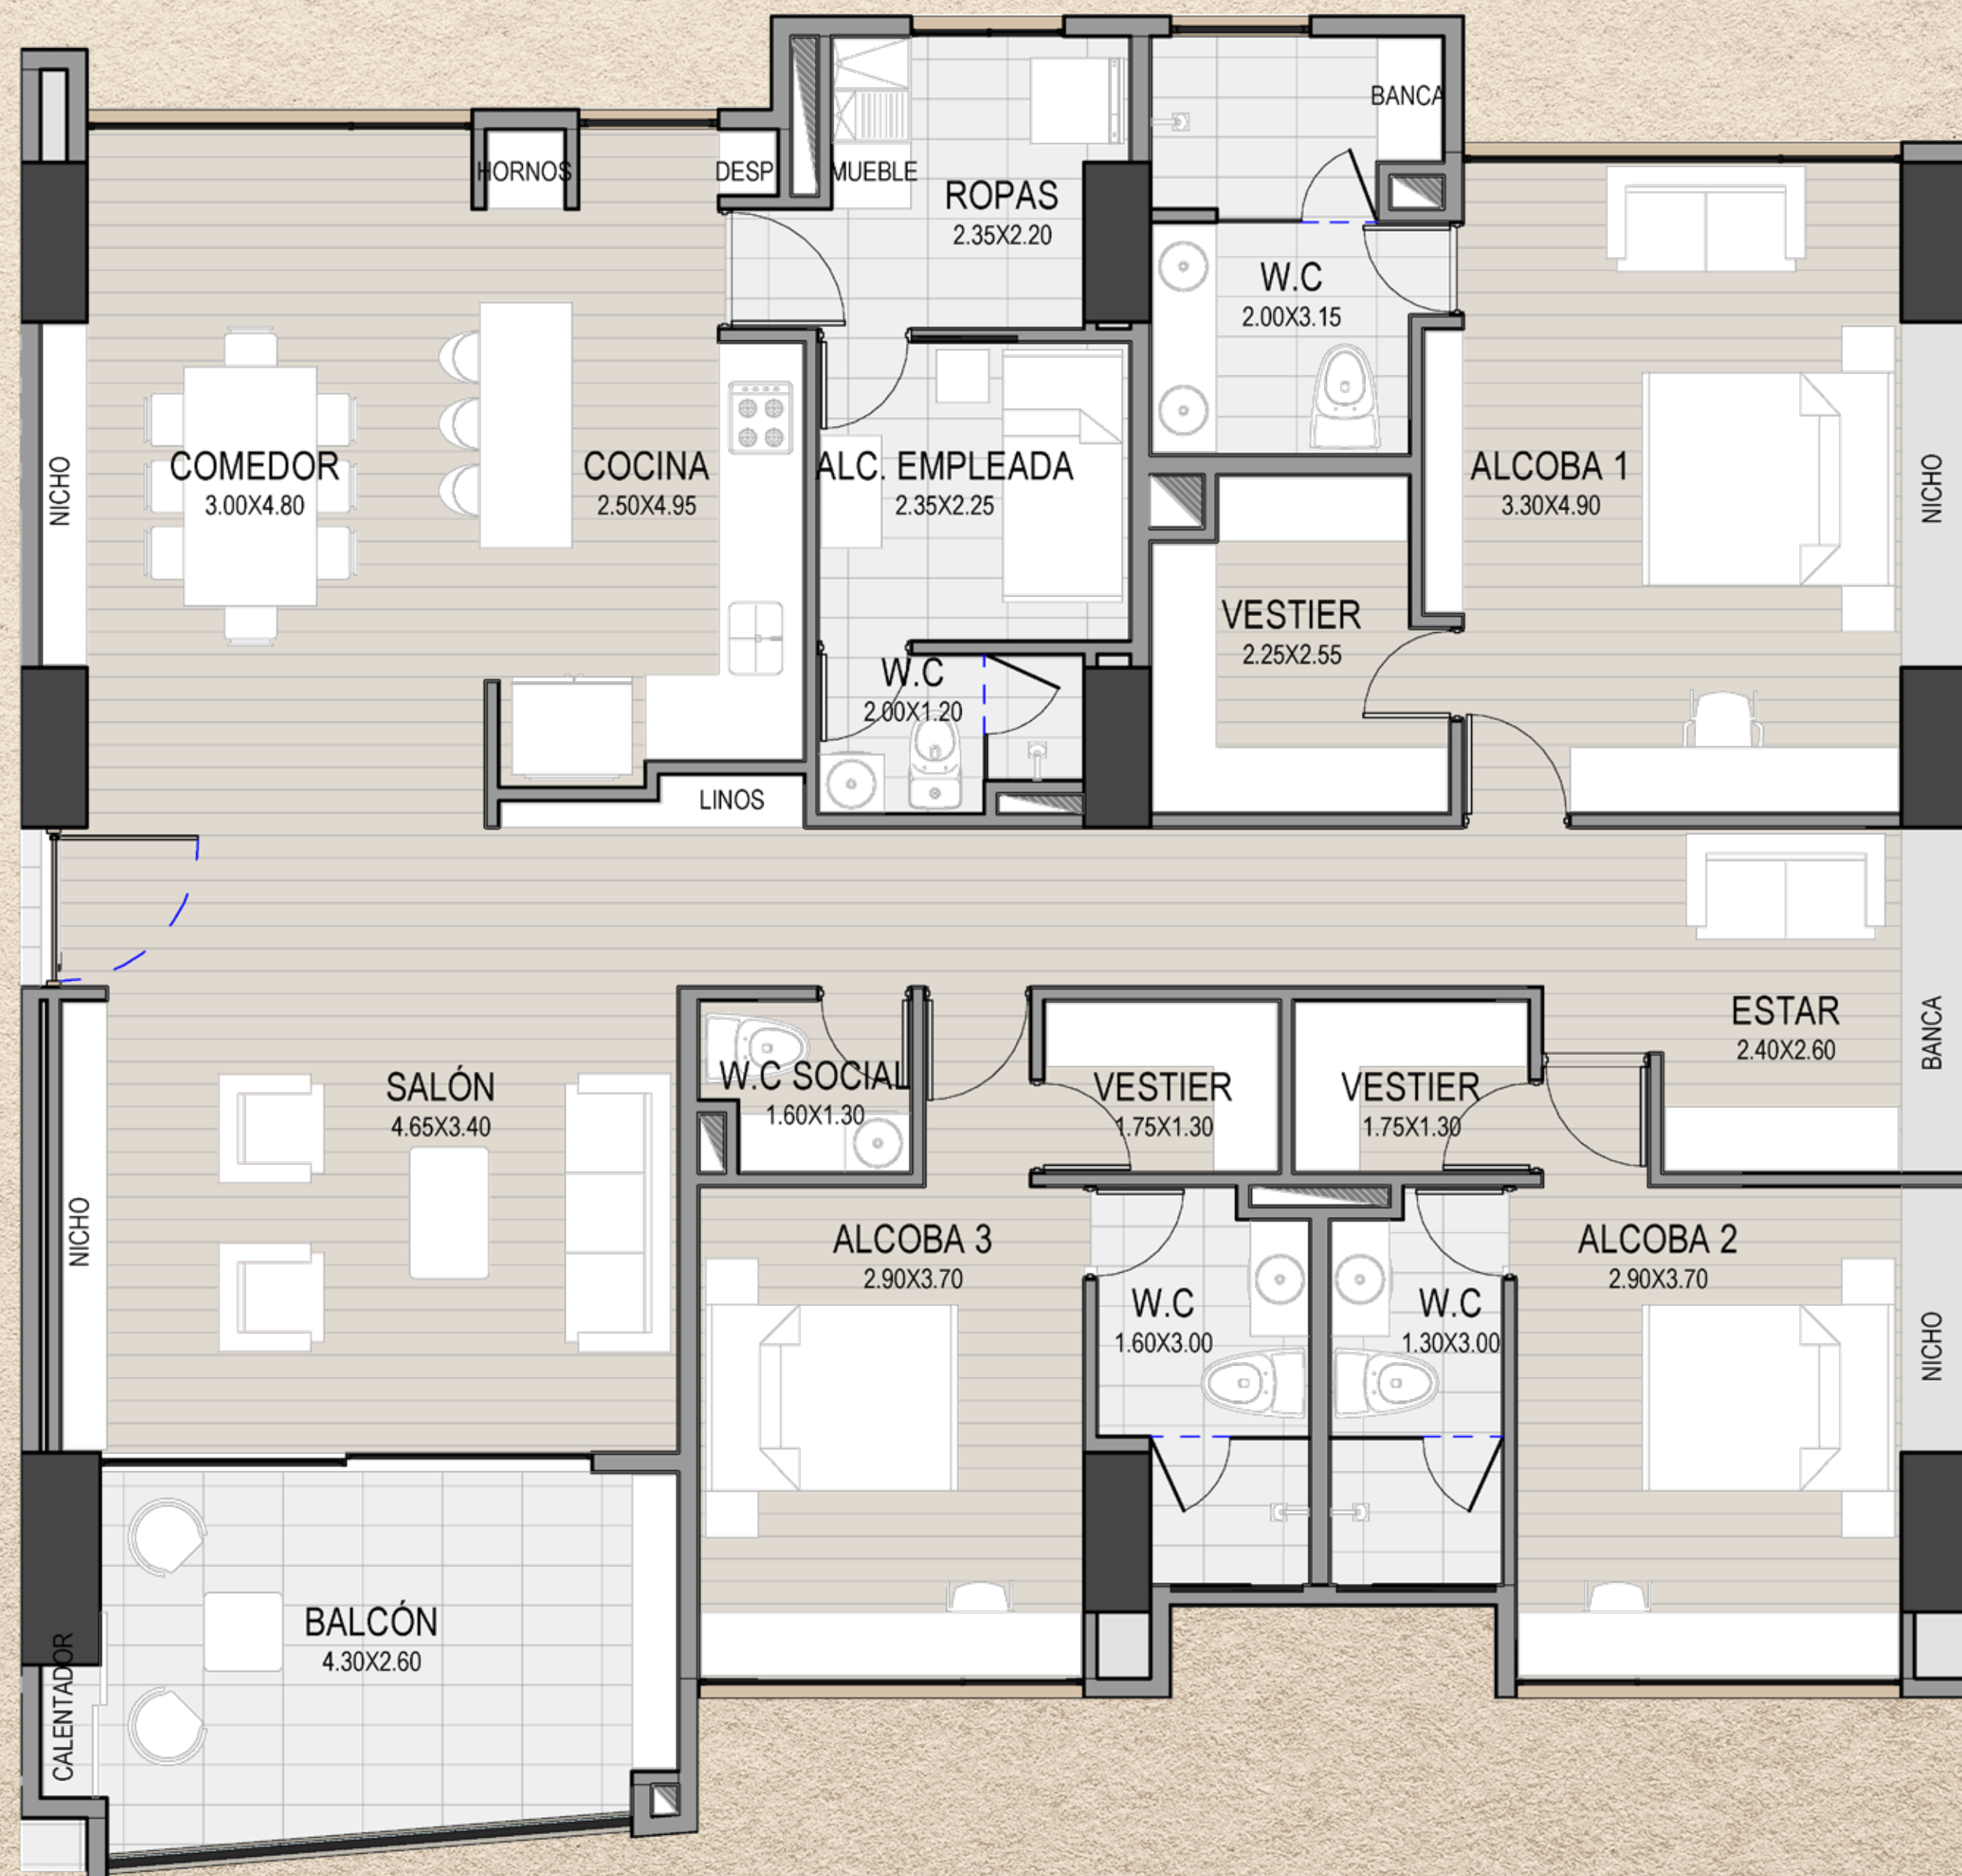 BANCA
HORNOS
DESP
MUEBLE
ROPAS
2.35X2.20
W.C
2.00X3.15
NICHO
COMEDOR
3.00X4.80
COCINA
2.50X4.95
ALC. EMPLEADA
2.35X2.25
ALCOBA 1
3.30X4.90
NICHO
VESTIER
2.25X2.55
W.C
2.00X1.20
LINOS
ESTAR
2.40X2.60
BANCA
SALÓN
4.65X3.40
W.C SOCIAL
1.60X1.30
VESTIER
1.75X1.30
VESTIER
1.75X1.30
NICHO
ALCOBA 3
2.90X3.70
W.C
1.60X3.00
W.C
1.30X3.00
ALCOBA 2
2.90X3.70
NICHO
BALCÓN
4.30X2.60
CALENTADOR